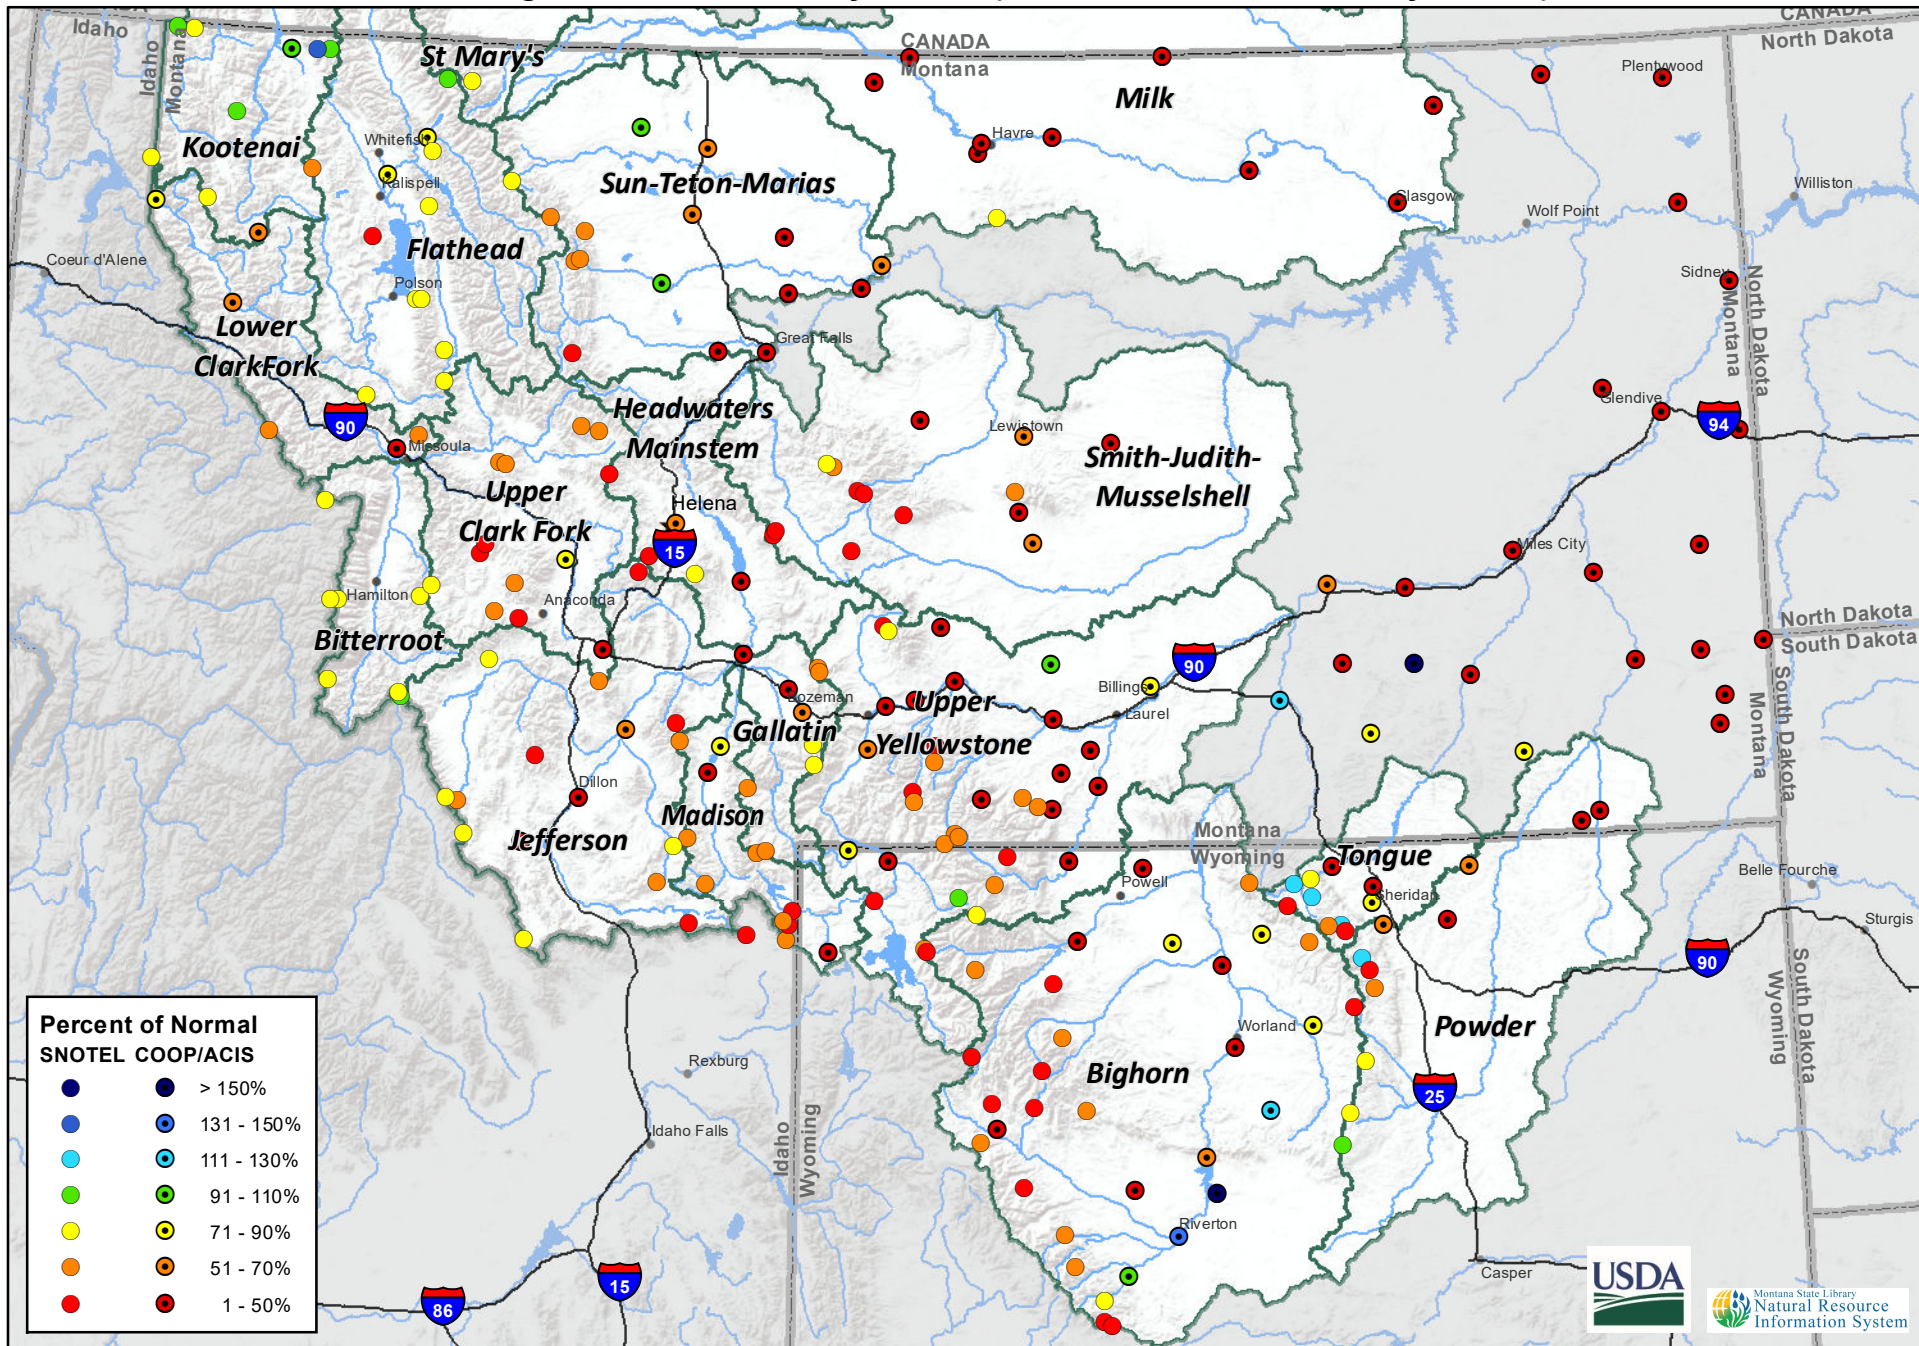 CANADA
North Dakota
Idaho
Idaho
Montana
St Mary's
CANADA
Montana
Milk
Plentywood
Whitefish
Kootenai
Havre
Kalispell
Sun-Teton-Marias
Glasgow
Wolf Point
Williston
Flathead
Coeur d'Alene
Polson
Sidney
North Dakota
Montana
Lower
ClarkFork
Great Falls
Headwaters
Mainstem
Lewistown
Glendive
90
94
Missoula
Smith-Judith-
Musselshell
Upper
Clark Fork
Helena
15
Miles City
Hamilton
Anaconda
Bitterroot
North Dakota
South Dakota
90
Billings
Laurel
Bozeman
Gallatin
Upper
Yellowstone
South Dakota
Montana
Dillon
Madison
Jefferson
Montana
Wyoming
Tongue
Powell
Sheridan
Belle Fourche
Sturgis
90
South Dakota
Wyoming
Percent of Normal
SNOTEL COOP/ACIS
> 150%
131 - 150%
111 - 130%
91 - 110%
71 - 90%
51 - 70%
1 - 50%
Worland
Powder
Rexburg
Bighorn
25
Idaho Falls
Idaho
Wyoming
Riverton
Casper
15
86
USDA
Montana State Library
Natural Resource
Information System